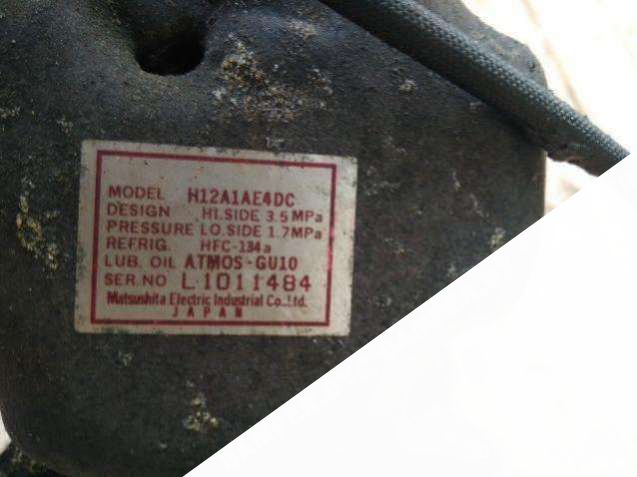 MODEL H12A1AE4DC
DESIGN HI.SIDE 3.5MPa
PRESSURE LO.SIDE 1.7MPa
REFRIG. HFC-134a
LUB. OIL ATMOS-GU10
SER.NO L1011484
Matsushita Electric Industrial Co.,Ltd.
JAPAN